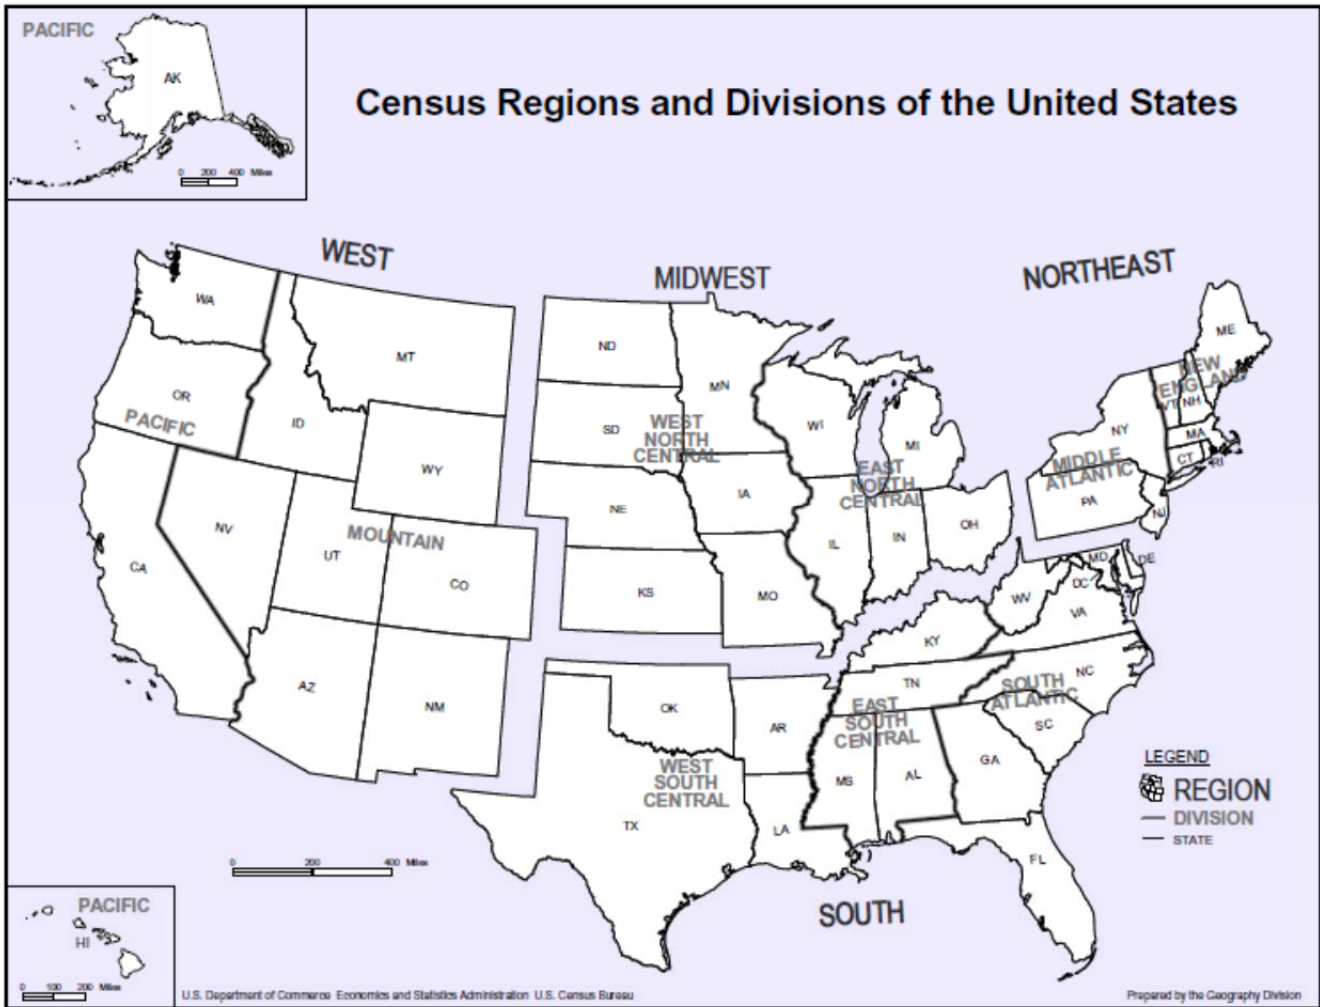 PACIFIC
AK
0 200 400 Miles
Census Regions and Divisions of the United States
WEST
MIDWEST
NORTHEAST
WA
MT
ND
MN
ME
OR
PACIFIC
ID
SD
WEST
NORTH
CENTRAL
WI
MI
NY
NEW
ENGLAND
VT
NH
MA
CT
RI
WY
NE
IA
EAST
NORTH
CENTRAL
MIDDLE
ATLANTIC
PA
NJ
NV
MOUNTAIN
UT
CO
CA
KS
MO
IL
IN
OH
WV
MD
DE
DC
VA
KY
AZ
NM
OK
AR
TN
NC
SOUTH
ATLANTIC
SC
EAST
SOUTH
CENTRAL
WEST
SOUTH
CENTRAL
TX
LA
MS
AL
GA
FL
SOUTH
LEGEND
REGION
DIVISION
STATE
0 200 400 Miles
PACIFIC
HI
0 100 200 Miles
U.S. Department of Commerce Economics and Statistics Administration U.S. Census Bureau
Prepared by the Geography Division